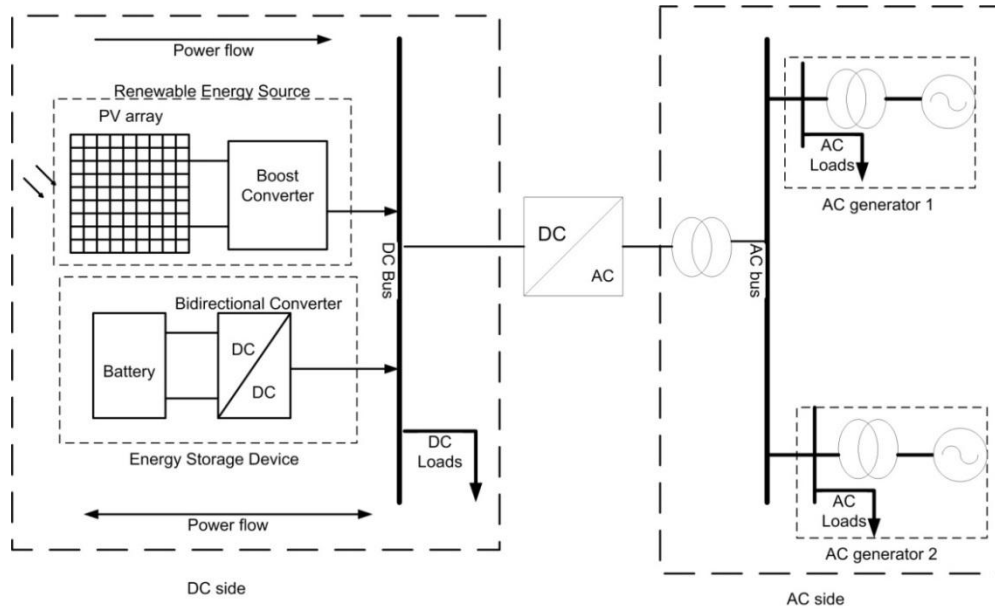 Power flow
Renewable Energy Source
PV array
Boost
Converter
Bidirectional Converter
Battery
DC
DC
Energy Storage Device
Power flow
DC side
DC Bus
DC
Loads
DC
AC
AC bus
AC
Loads
AC generator 1
AC
Loads
AC generator 2
AC side